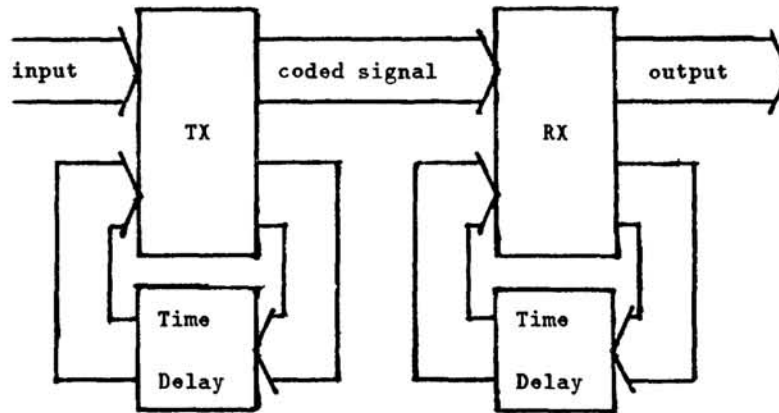 input
coded signal
output
TX
RX
Time
Delay
Time
Delay